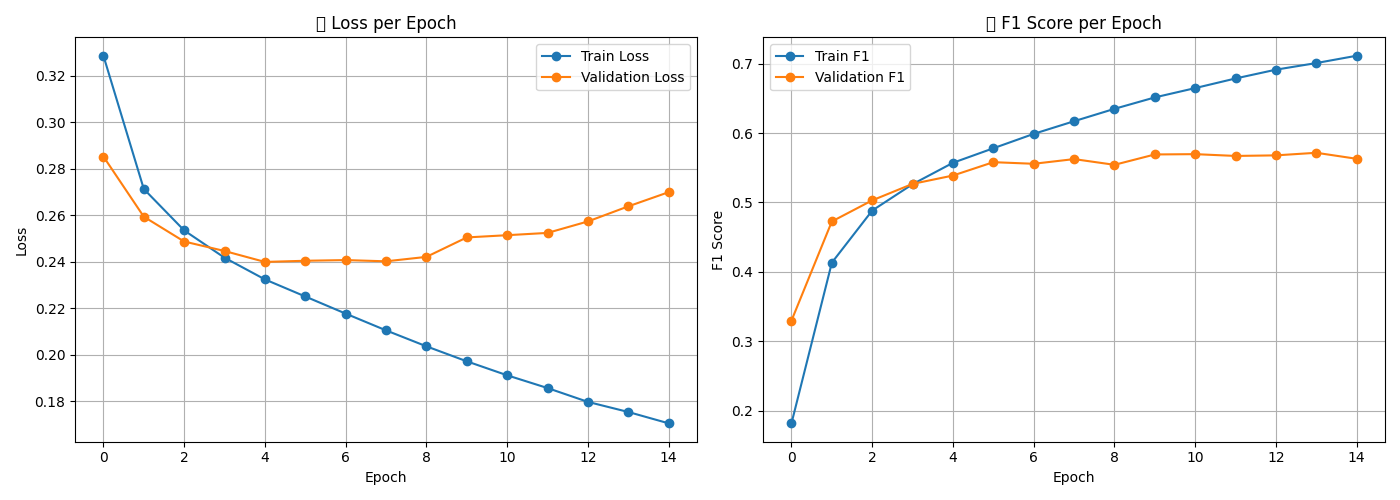 ▯ Loss per Epoch
Train Loss
Validation Loss
0.32
0.30
0.28
0.26
0.24
0.22
0.20
0.18
Loss
0 2 4 6 8 10 12 14
Epoch
▯ F1 Score per Epoch
Train F1
Validation F1
0.7
0.6
0.5
0.4
0.3
0.2
F1 Score
0 2 4 6 8 10 12 14
Epoch